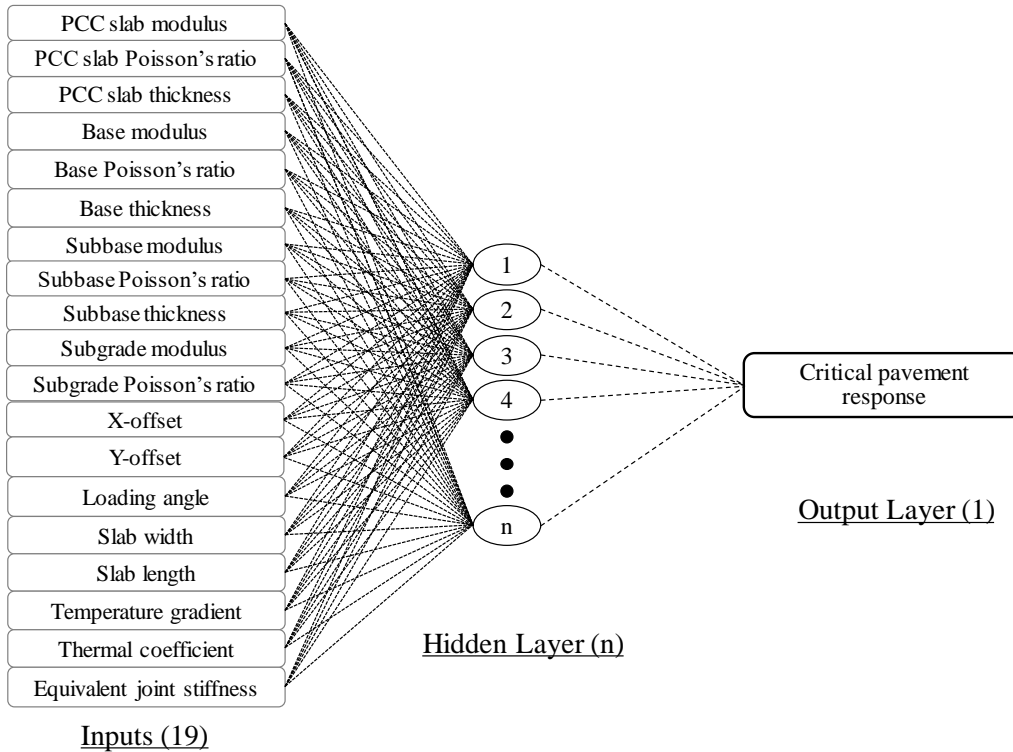 PCC slab modulus
PCC slab Poisson's ratio
PCC slab thickness
Base modulus
Base Poisson's ratio
Base thickness
Subbase modulus
Subbase Poisson's ratio
Subbase thickness
Subgrade modulus
Subgrade Poisson's ratio
X-offset
Y-offset
Loading angle
Slab width
Slab length
Temperature gradient
Thermal coefficient
Equivalent joint stiffness
Inputs (19)
1
2
3
4
n
Hidden Layer (n)
Critical pavement
response
Output Layer (1)